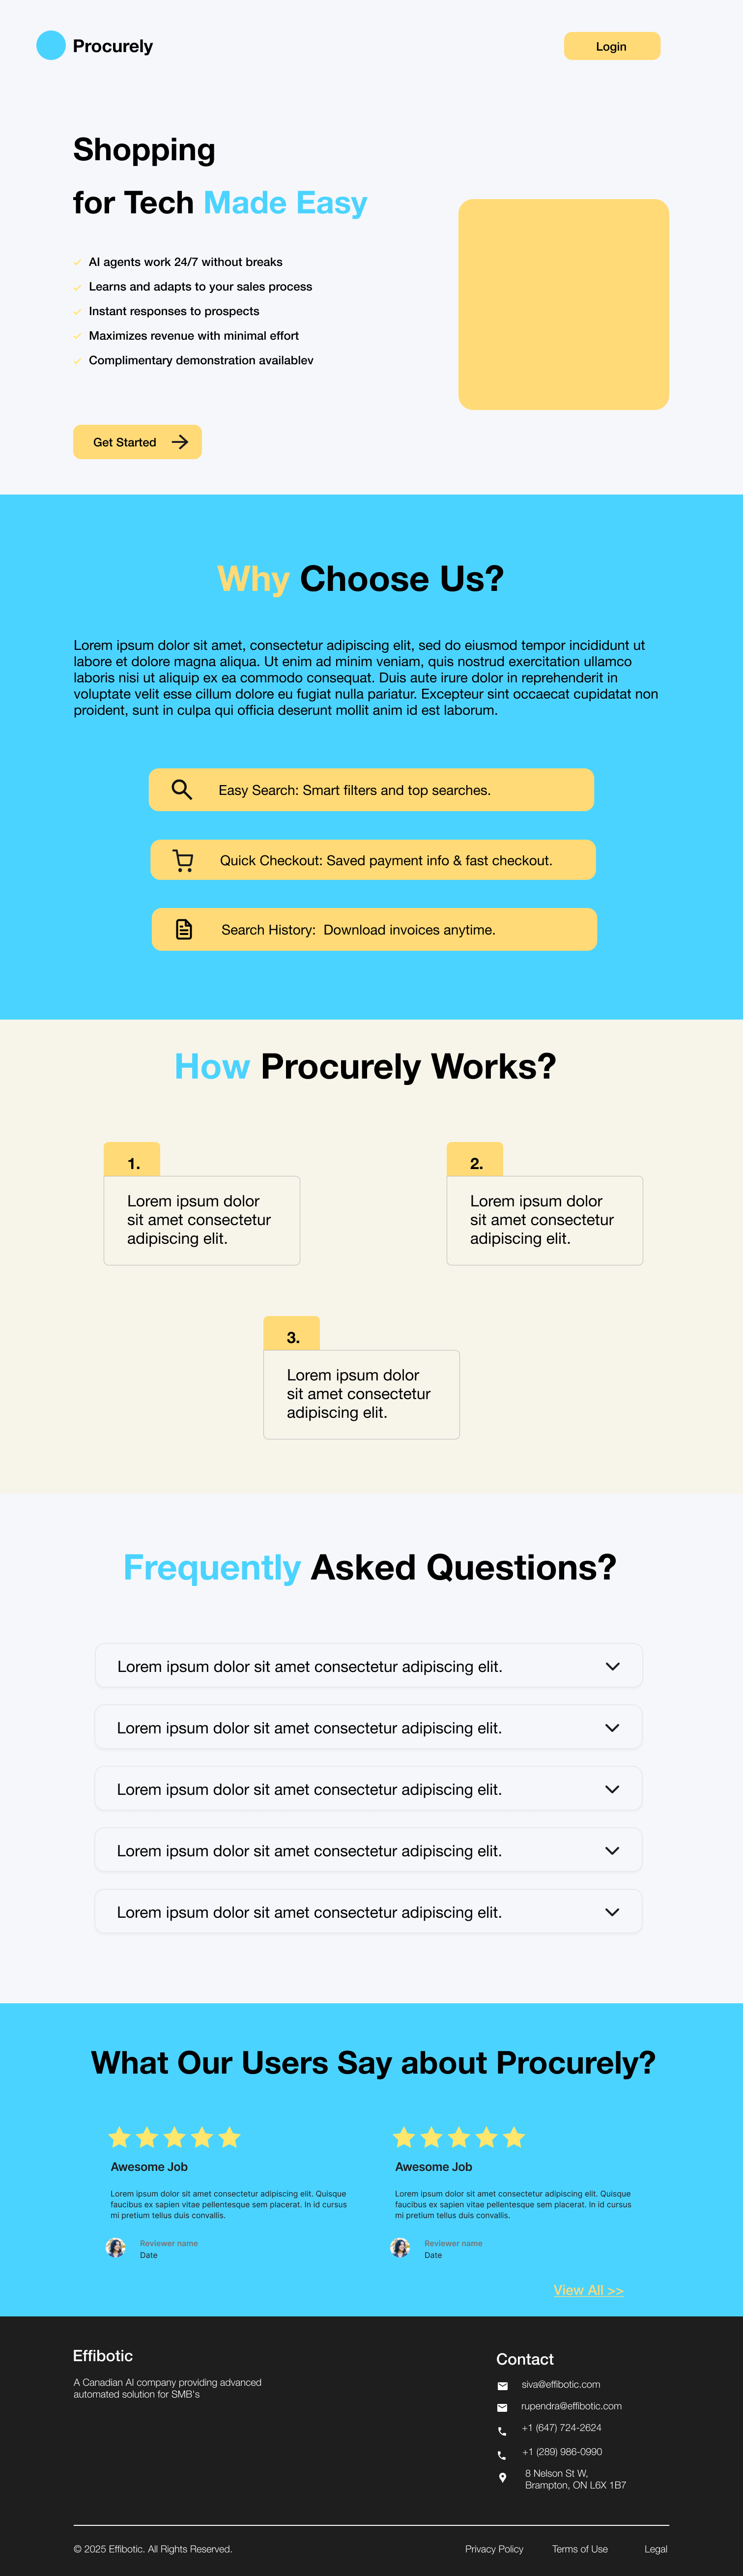 Procurely
Login
Shopping
for Tech Made Easy
AI agents work 24/7 without breaks
Learns and adapts to your sales process
Instant responses to prospects
Maximizes revenue with minimal effort
Complimentary demonstration availablev
Get Started
Why Choose Us?
Lorem ipsum dolor sit amet, consectetur adipiscing elit, sed do eiusmod tempor incididunt ut
labore et dolore magna aliqua. Ut enim ad minim veniam, quis nostrud exercitation ullamco
laboris nisi ut aliquip ex ea commodo consequat. Duis aute irure dolor in reprehenderit in
voluptate velit esse cillum dolore eu fugiat nulla pariatur. Excepteur sint occaecat cupidatat non
proident, sunt in culpa qui officia deserunt mollit anim id est laborum.
Easy Search: Smart filters and top searches.
Quick Checkout: Saved payment info & fast checkout.
Search History:  Download invoices anytime.
How Procurely Works?
1.
Lorem ipsum dolor
sit amet consectetur
adipiscing elit.
2.
Lorem ipsum dolor
sit amet consectetur
adipiscing elit.
3.
Lorem ipsum dolor
sit amet consectetur
adipiscing elit.
Frequently Asked Questions?
Lorem ipsum dolor sit amet consectetur adipiscing elit.
Lorem ipsum dolor sit amet consectetur adipiscing elit.
Lorem ipsum dolor sit amet consectetur adipiscing elit.
Lorem ipsum dolor sit amet consectetur adipiscing elit.
Lorem ipsum dolor sit amet consectetur adipiscing elit.
What Our Users Say about Procurely?
Awesome Job
Lorem ipsum dolor sit amet consectetur adipiscing elit. Quisque
faucibus ex sapien vitae pellentesque sem placerat. In id cursus
mi pretium tellus duis convallis.
Reviewer name
Date
Awesome Job
Lorem ipsum dolor sit amet consectetur adipiscing elit. Quisque
faucibus ex sapien vitae pellentesque sem placerat. In id cursus
mi pretium tellus duis convallis.
Reviewer name
Date
View All >>
Effibotic
A Canadian AI company providing advanced
automated solution for SMB's
Contact
siva@effibotic.com
rupendra@effibotic.com
+1 (647) 724-2624
+1 (289) 986-0990
8 Nelson St W,
Brampton, ON L6X 1B7
© 2025 Effibotic. All Rights Reserved.
Privacy Policy
Terms of Use
Legal